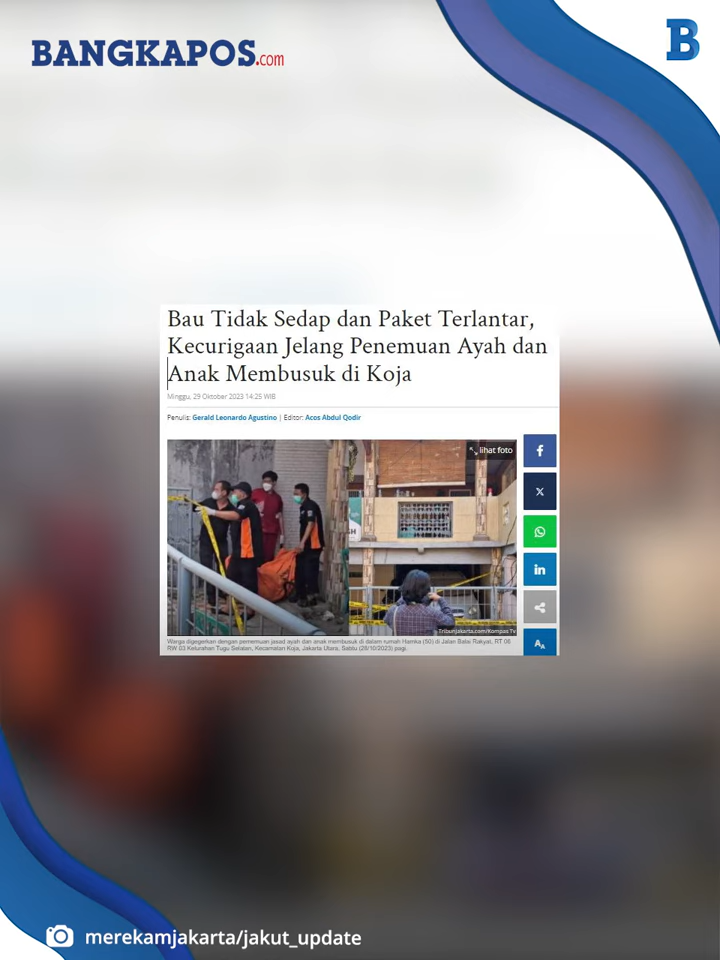 BANGKAPOS.com
B
Bau Tidak Sedap dan Paket Terlantar,
Kecurigaan Jelang Penemuan Ayah dan
Anak Membusuk di Koja
Minggu, 29 Oktober 2023 14:25 WIB
Penulis: Gerald Leonardo Agustino | Editor: Acos Abdul Qodir
lihat foto
Tribunjakarta.com/Kompas Tv
Warga digegerkan dengan penemuan jasad ayah dan anak membusuk di dalam rumah Hamka (50) di Jalan Balai Rakyat, RT 06
RW 03 Kelurahan Tugu Selatan, Kecamatan Koja, Jakarta Utara, Sabtu (28/10/2023) pagi.
merekamjakarta/jakut_update